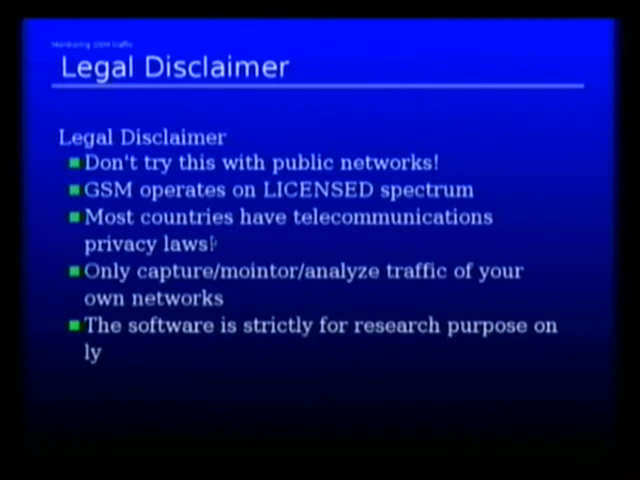 Monitoring GSM traffic
Legal Disclaimer
Legal Disclaimer
Don't try this with public networks!
GSM operates on LICENSED spectrum
Most countries have telecommunications
privacy laws!
Only capture/mointor/analyze traffic of your
own networks
The software is strictly for research purpose on
ly